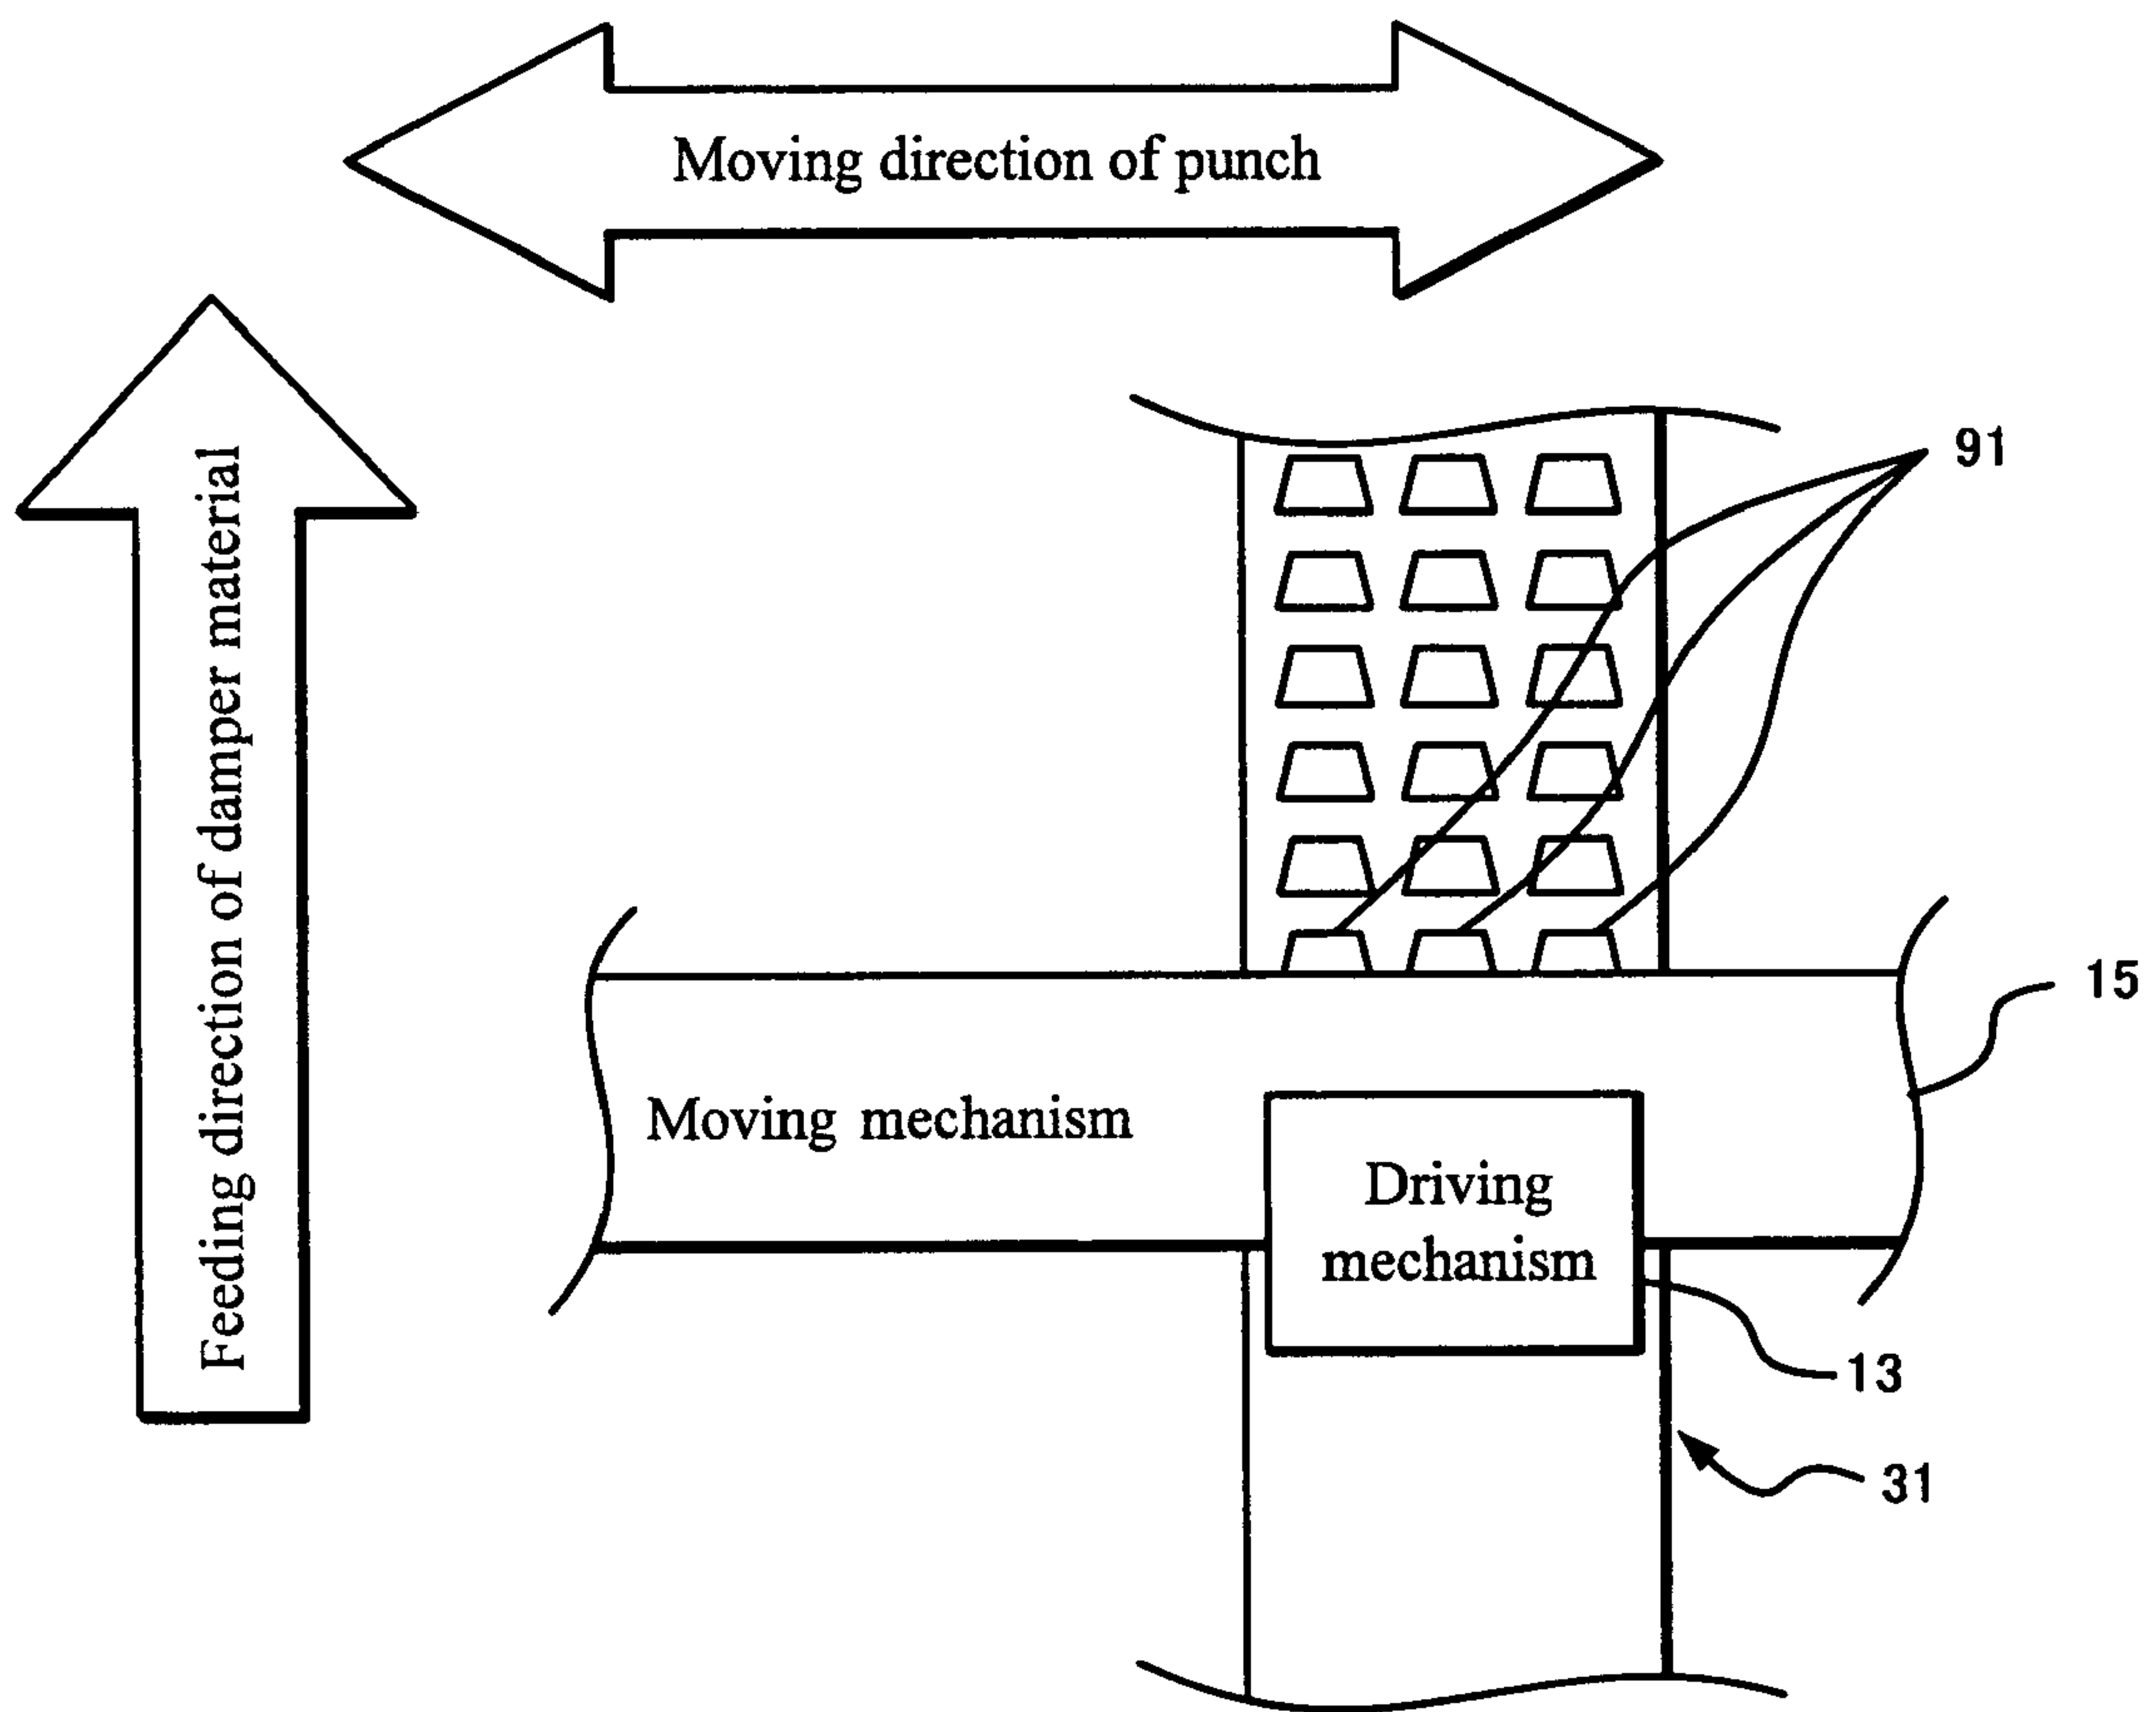 Moving direction of punch
Feeding direction of damper material
91
15
Moving mechanism
Driving
mechanism
13
31